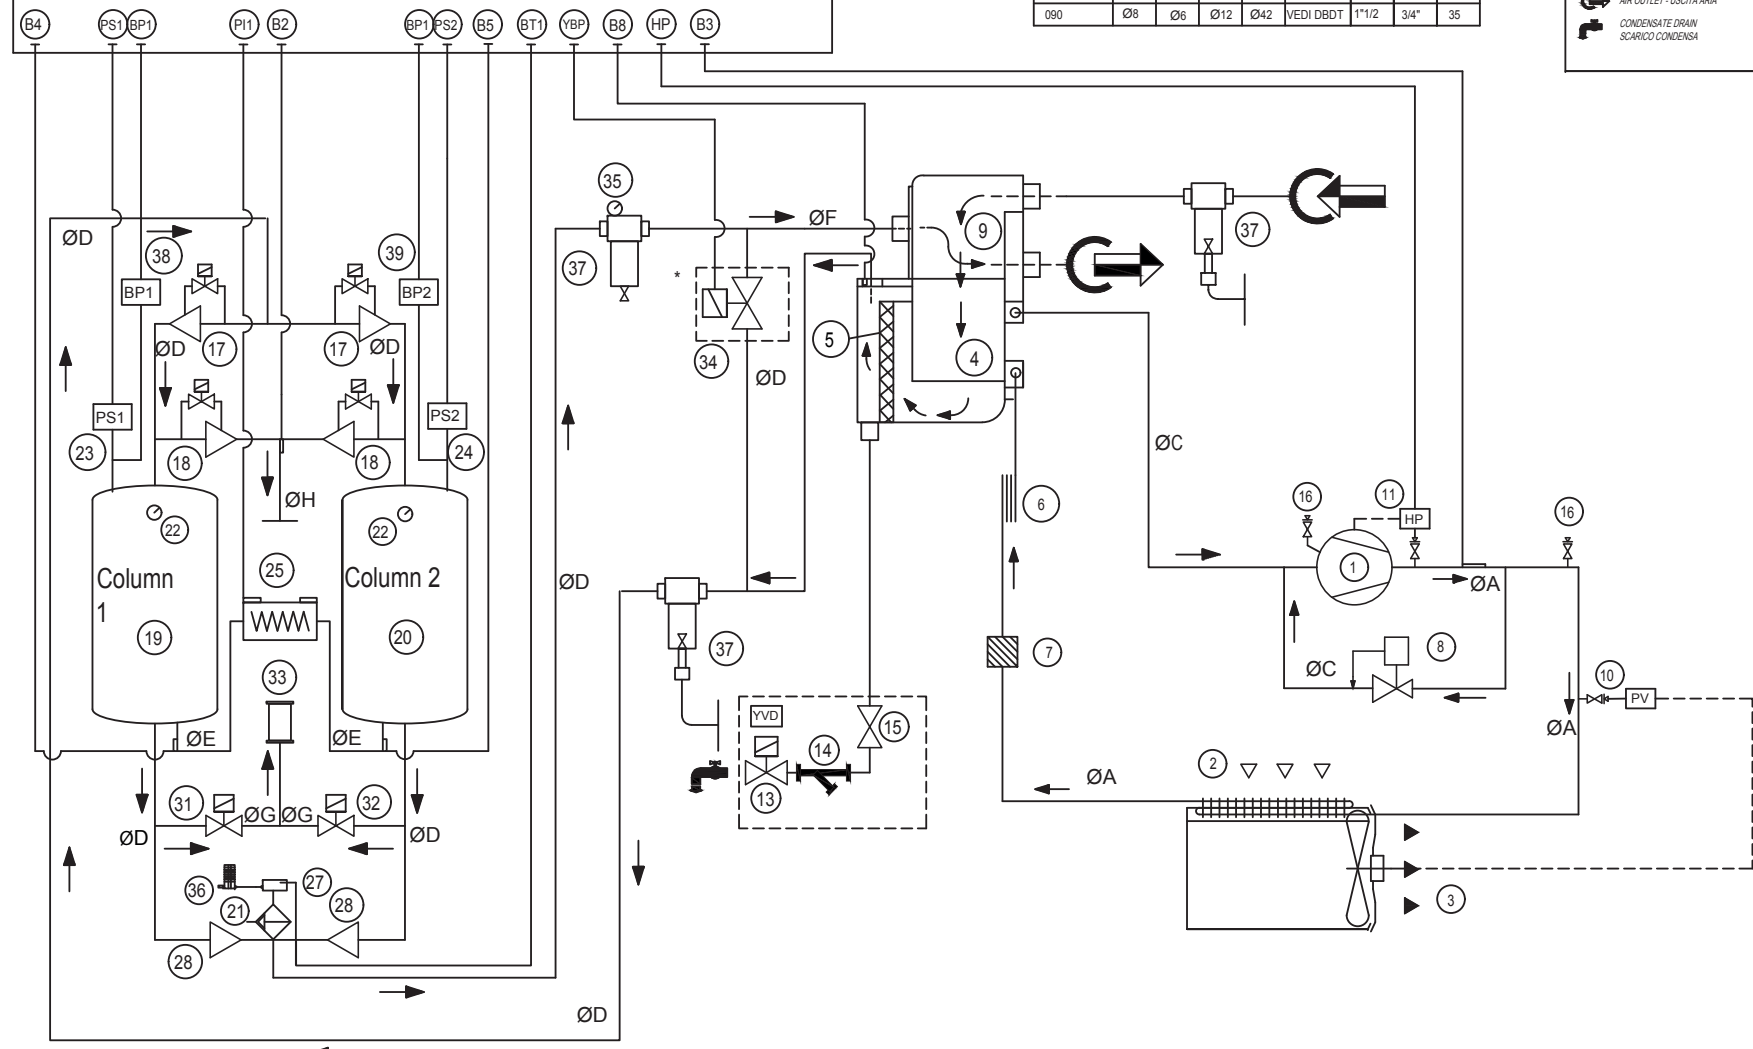 B4 PS1 BP1 PI1 B2 BP1 PS2 B5 BT1 YBP B8 HP B3
090 Ø8 Ø6 Ø12 Ø42 VEDI DBDT 1"1/2 3/4" 35
AIR OUTLET - USCITA ARIA
CONDENSATE DRAIN
SCARICO CONDENSA
35
ØF
9
37
ØD
38
39
37
*
BP1
BP2
17
17
5
34
4
ØD
ØD
ØD
PS1
PS2
23
18
18
24
ØC
ØH
6
16
11
16
HP
22
22
Column
1
25
Column 2
1
ØD
ØA
19
20
37
7
8
33
ØC
10
PV
YVD
15
ØE
ØE
14
ØA
2
13
ØA
31
ØG
ØG
32
ØD
ØD
36
27
21
28
3
28
ØD